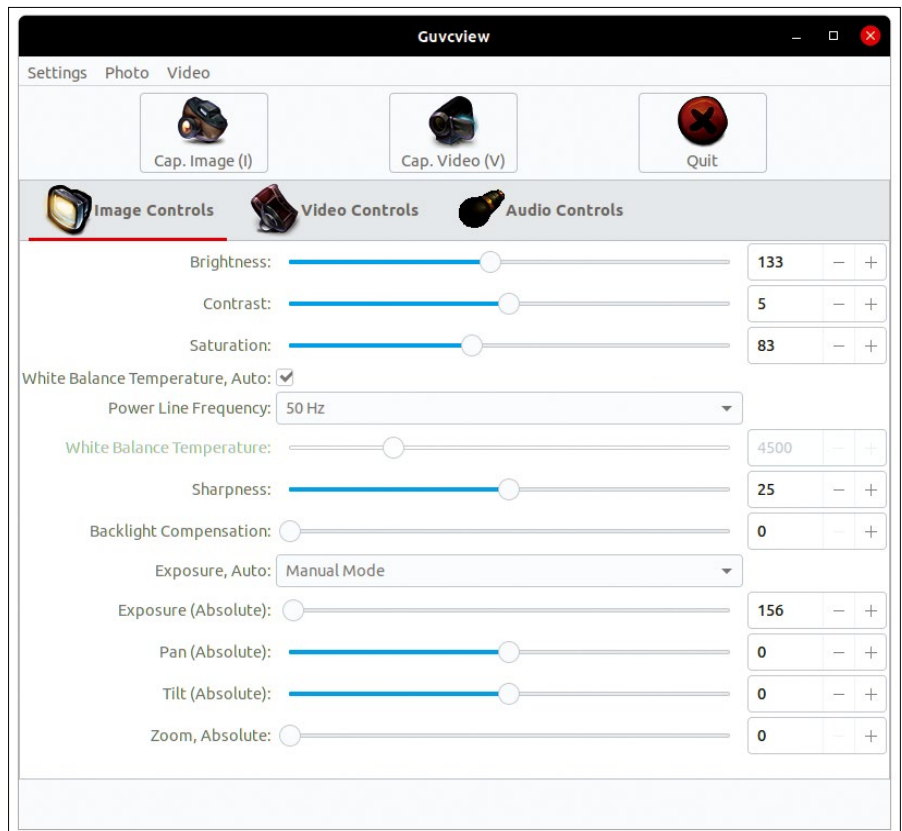 Guvcview
Settings Photo Video
Cap. Image (I) Cap. Video (V) Quit
Image Controls Video Controls Audio Controls
Brightness: 133 − +
Contrast: 5 − +
Saturation: 83 − +
White Balance Temperature, Auto:
Power Line Frequency: 50 Hz
White Balance Temperature: 4500 − +
Sharpness: 25 − +
Backlight Compensation: 0 − +
Exposure, Auto: Manual Mode
Exposure (Absolute): 156 − +
Pan (Absolute): 0 − +
Tilt (Absolute): 0 − +
Zoom, Absolute: 0 − +